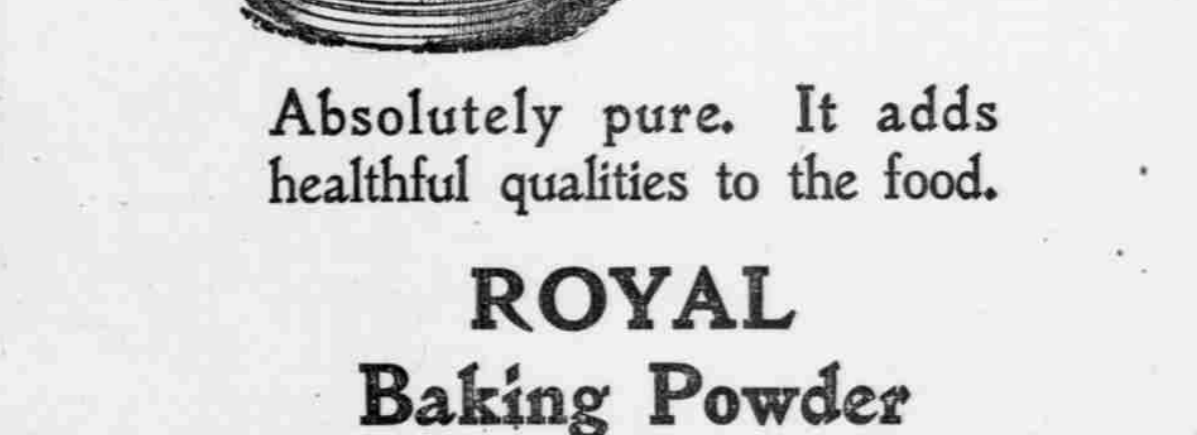 Absolutely pure. It adds
healthful qualities to the food.
ROYAL
Baking Powder